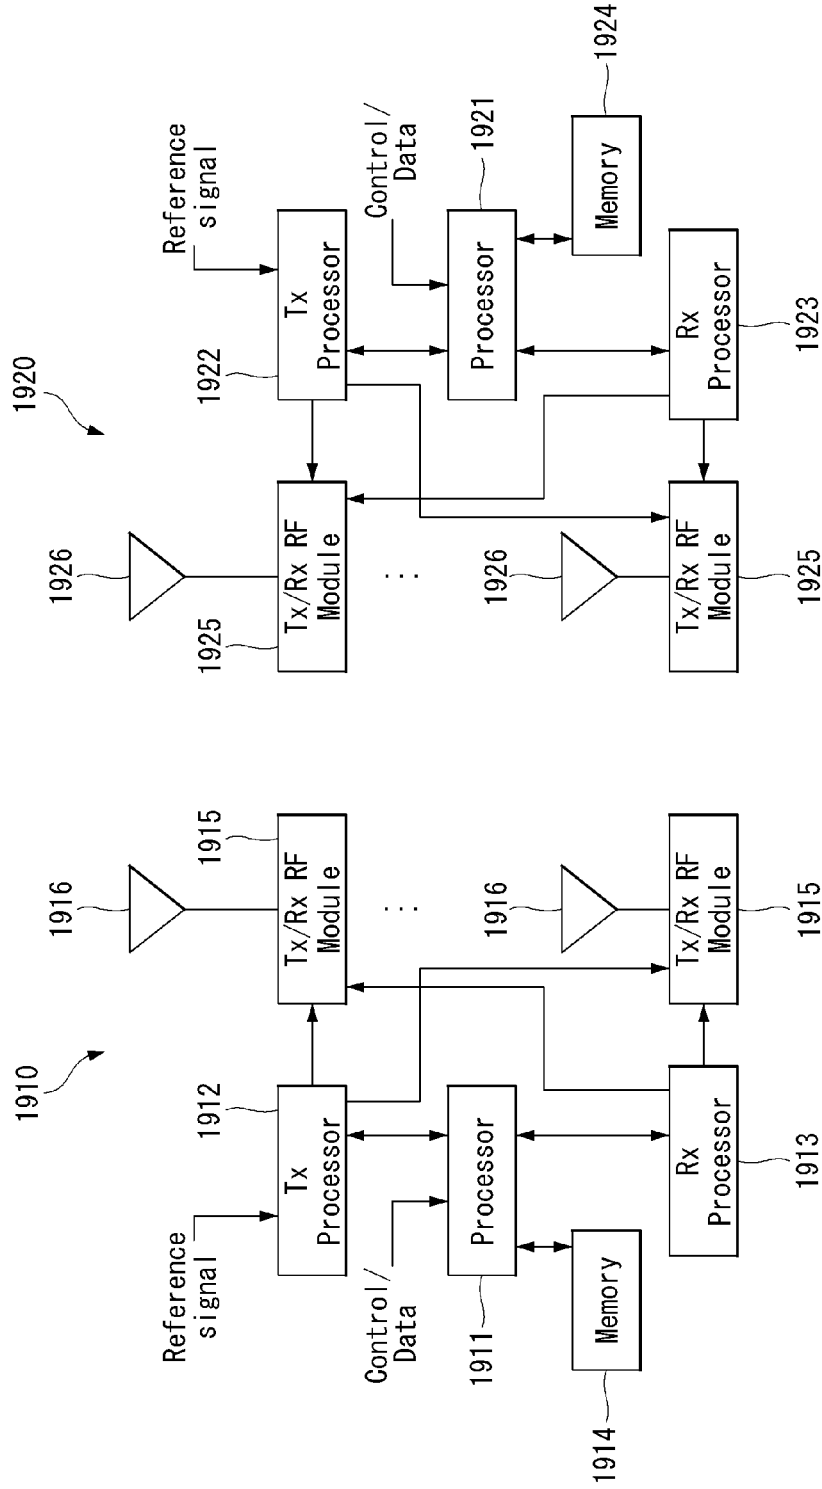 1910
1916
1916
Reference
signal
1912
Tx
Processor
Tx/Rx RF
Module
1915
Control/
Data
1911
Processor
...
1914
Memory
Rx
Processor
1913
Tx/Rx RF
Module
1915
1920
1926
1926
1925
Tx/Rx RF
Module
1922
Tx
Processor
Reference
signal
...
Control/
Data
Processor
1921
Memory
1924
Tx/Rx RF
Module
1925
Rx
Processor
1923